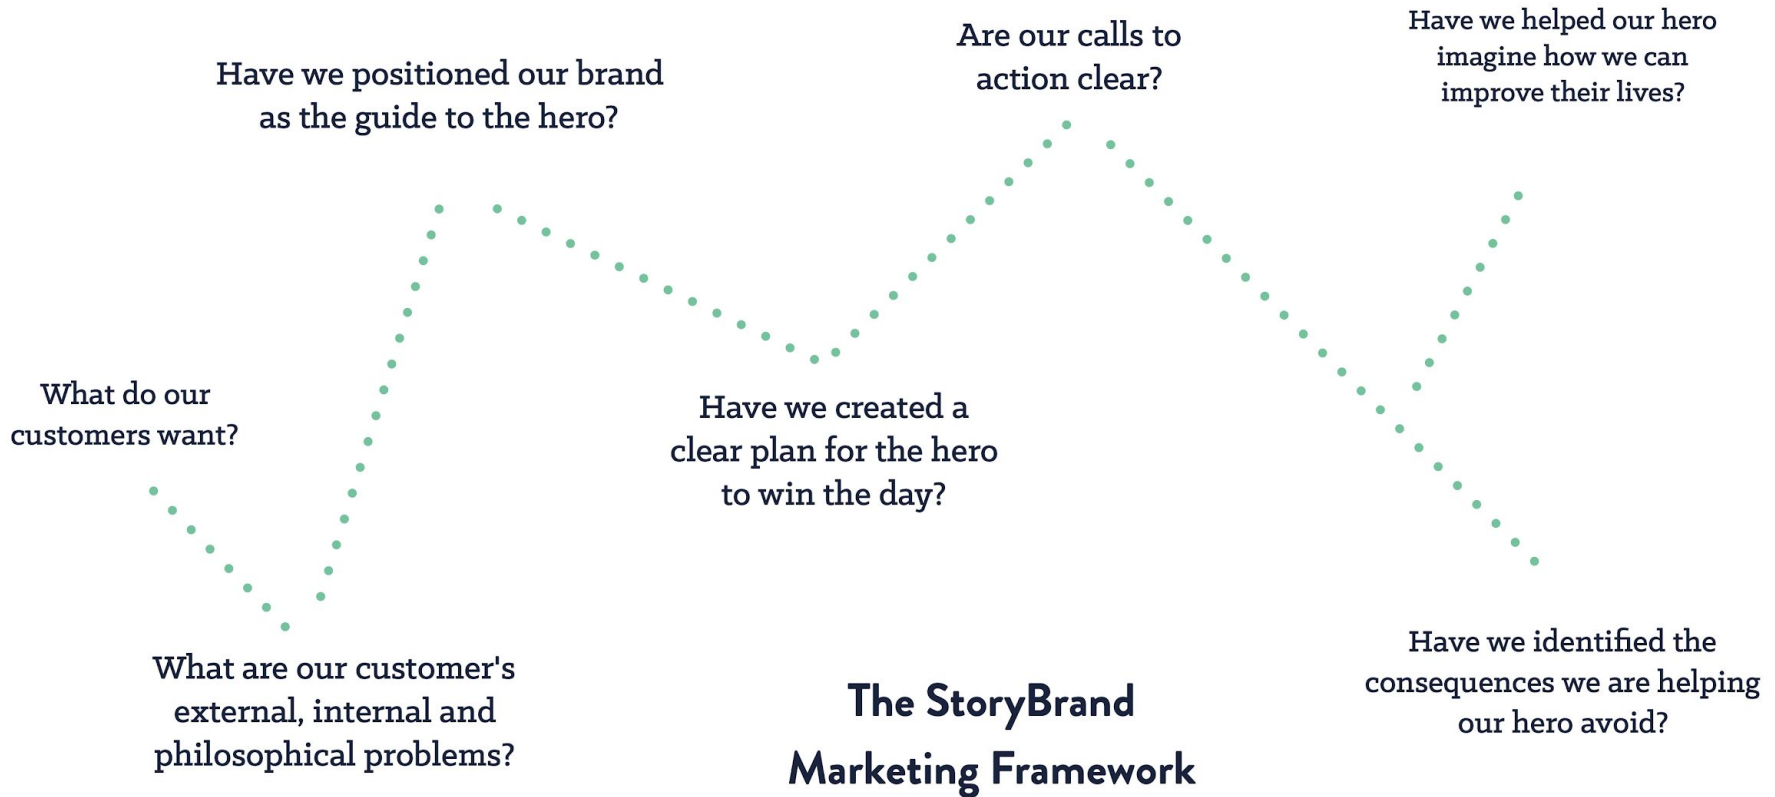 What do our
customers want?
What are our customer's
external, internal and
philosophical problems?
Have we positioned our brand
as the guide to the hero?
Have we created a
clear plan for the hero
to win the day?
Are our calls to
action clear?
Have we helped our hero
imagine how we can
improve their lives?
Have we identified the
consequences we are helping
our hero avoid?
The StoryBrand
Marketing Framework